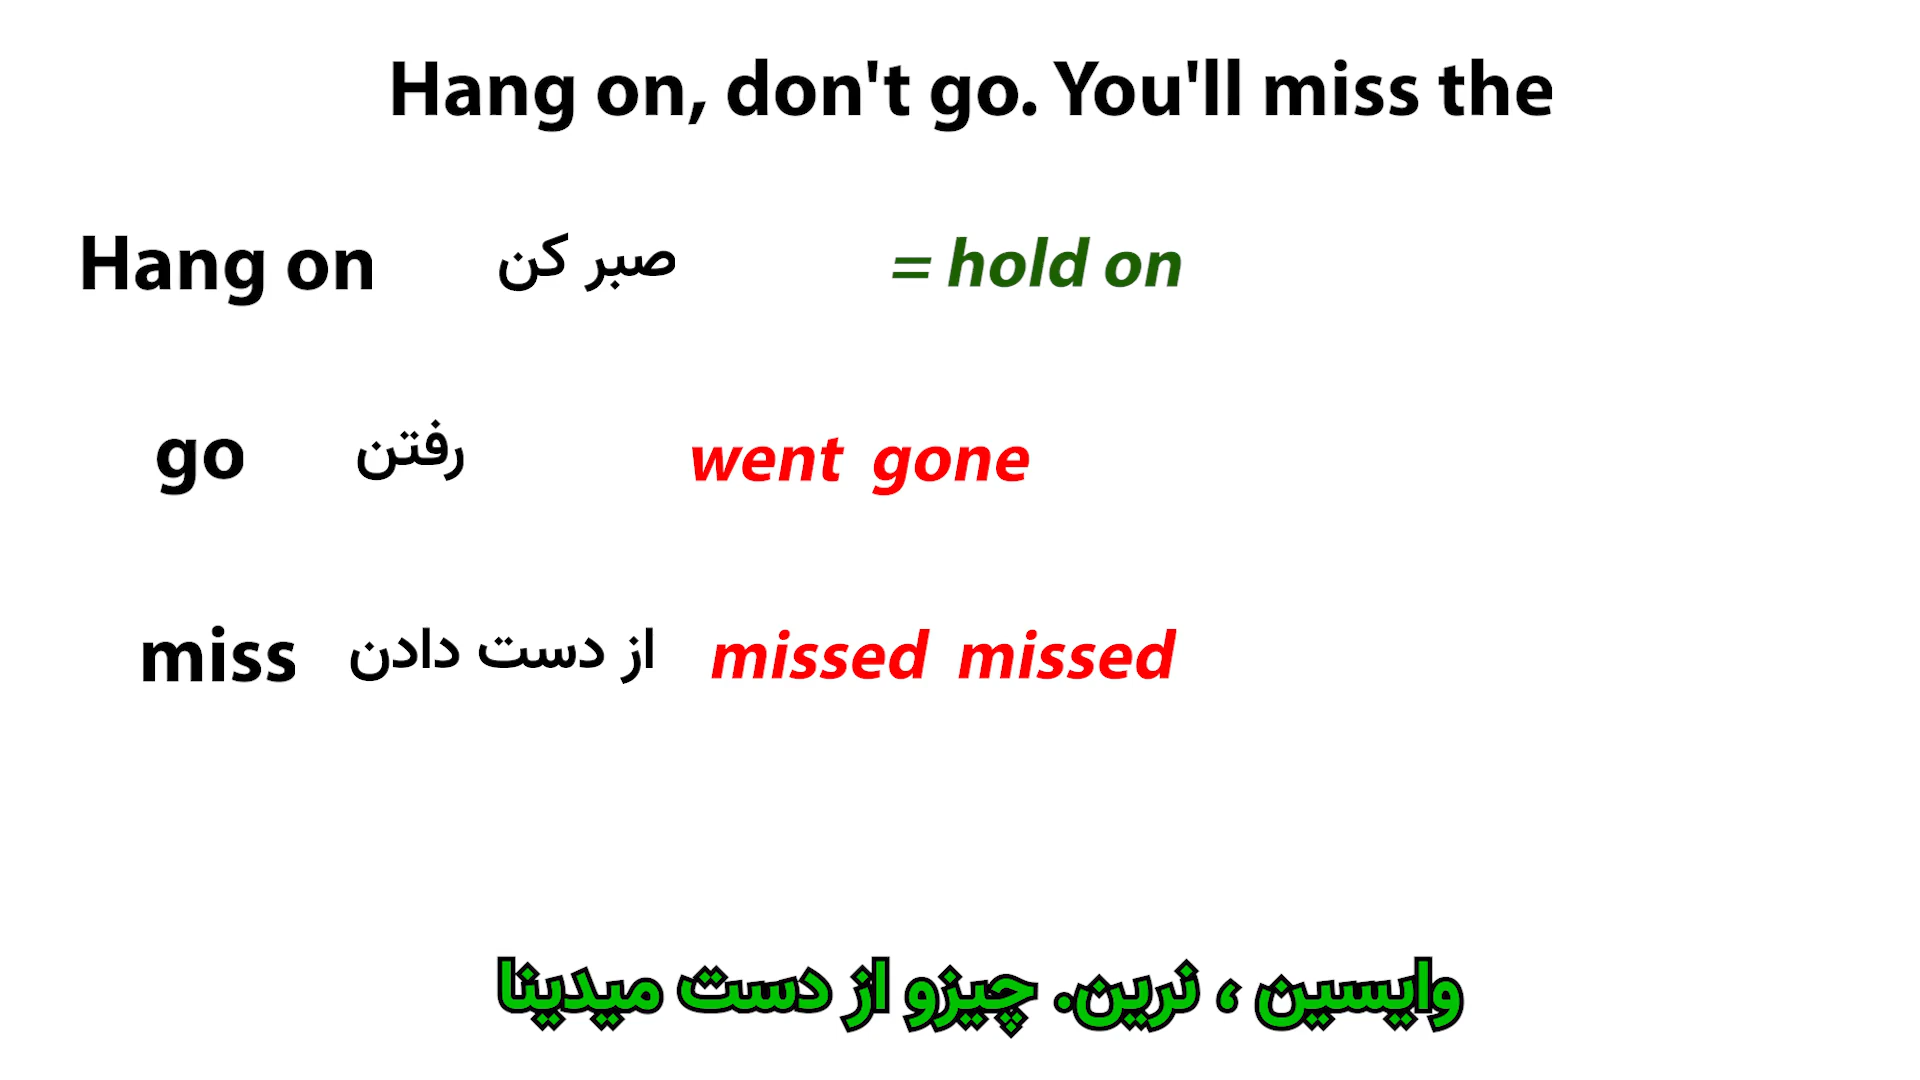 Hang on, don't go. You'll miss the
Hang on صبر کن = hold on
go رفتن went gone
miss از دست دادن missed missed
وایسین ، نرین. چیزو از دست میدینا